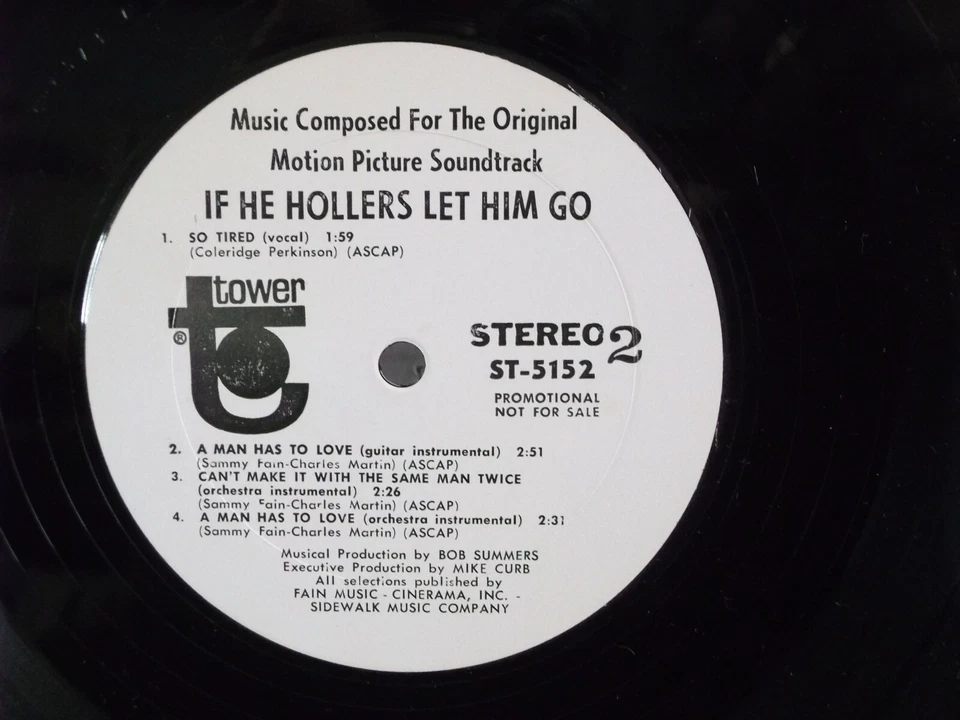 Music Composed For The Original
Motion Picture Soundtrack
IF HE HOLLERS LET HIM GO
1. SO TIRED (vocal) 1:59
(Coleridge Perkinson) (ASCAP)
tower
®
STEREO 2
ST-5152
PROMOTIONAL
NOT FOR SALE
2. A MAN HAS TO LOVE (guitar instrumental) 2:51
(Sammy Fain-Charles Martin) (ASCAP)
3. CAN'T MAKE IT WITH THE SAME MAN TWICE
(orchestra instrumental) 2:26
(Sammy Fain-Charles Martin) (ASCAP)
4. A MAN HAS TO LOVE (orchestra instrumental) 2:31
(Sammy Fain-Charles Martin) (ASCAP)
Musical Production by BOB SUMMERS
Executive Production by MIKE CURB
All selections published by
FAIN MUSIC - CINERAMA, INC. -
SIDEWALK MUSIC COMPANY